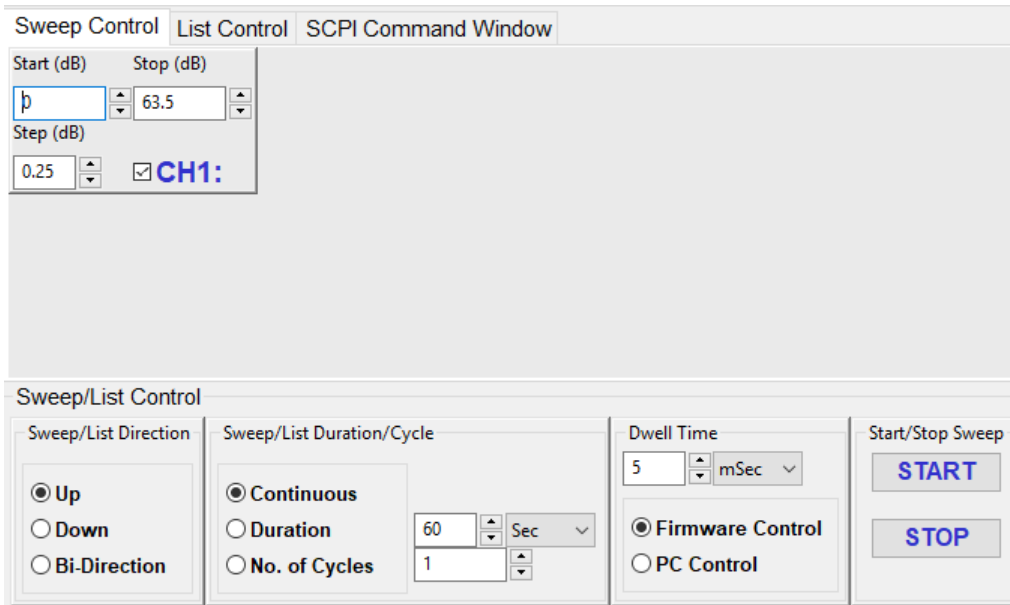 Sweep Control List Control SCPI Command Window
Start (dB) Stop (dB)
0 63.5
Step (dB)
0.25 CH1:
Sweep/List Control
Sweep/List Direction
Up
Down
Bi-Direction
Sweep/List Duration/Cycle
Continuous
Duration 60 Sec
No. of Cycles 1
Dwell Time
5 mSec
Firmware Control
PC Control
Start/Stop Sweep
START
STOP